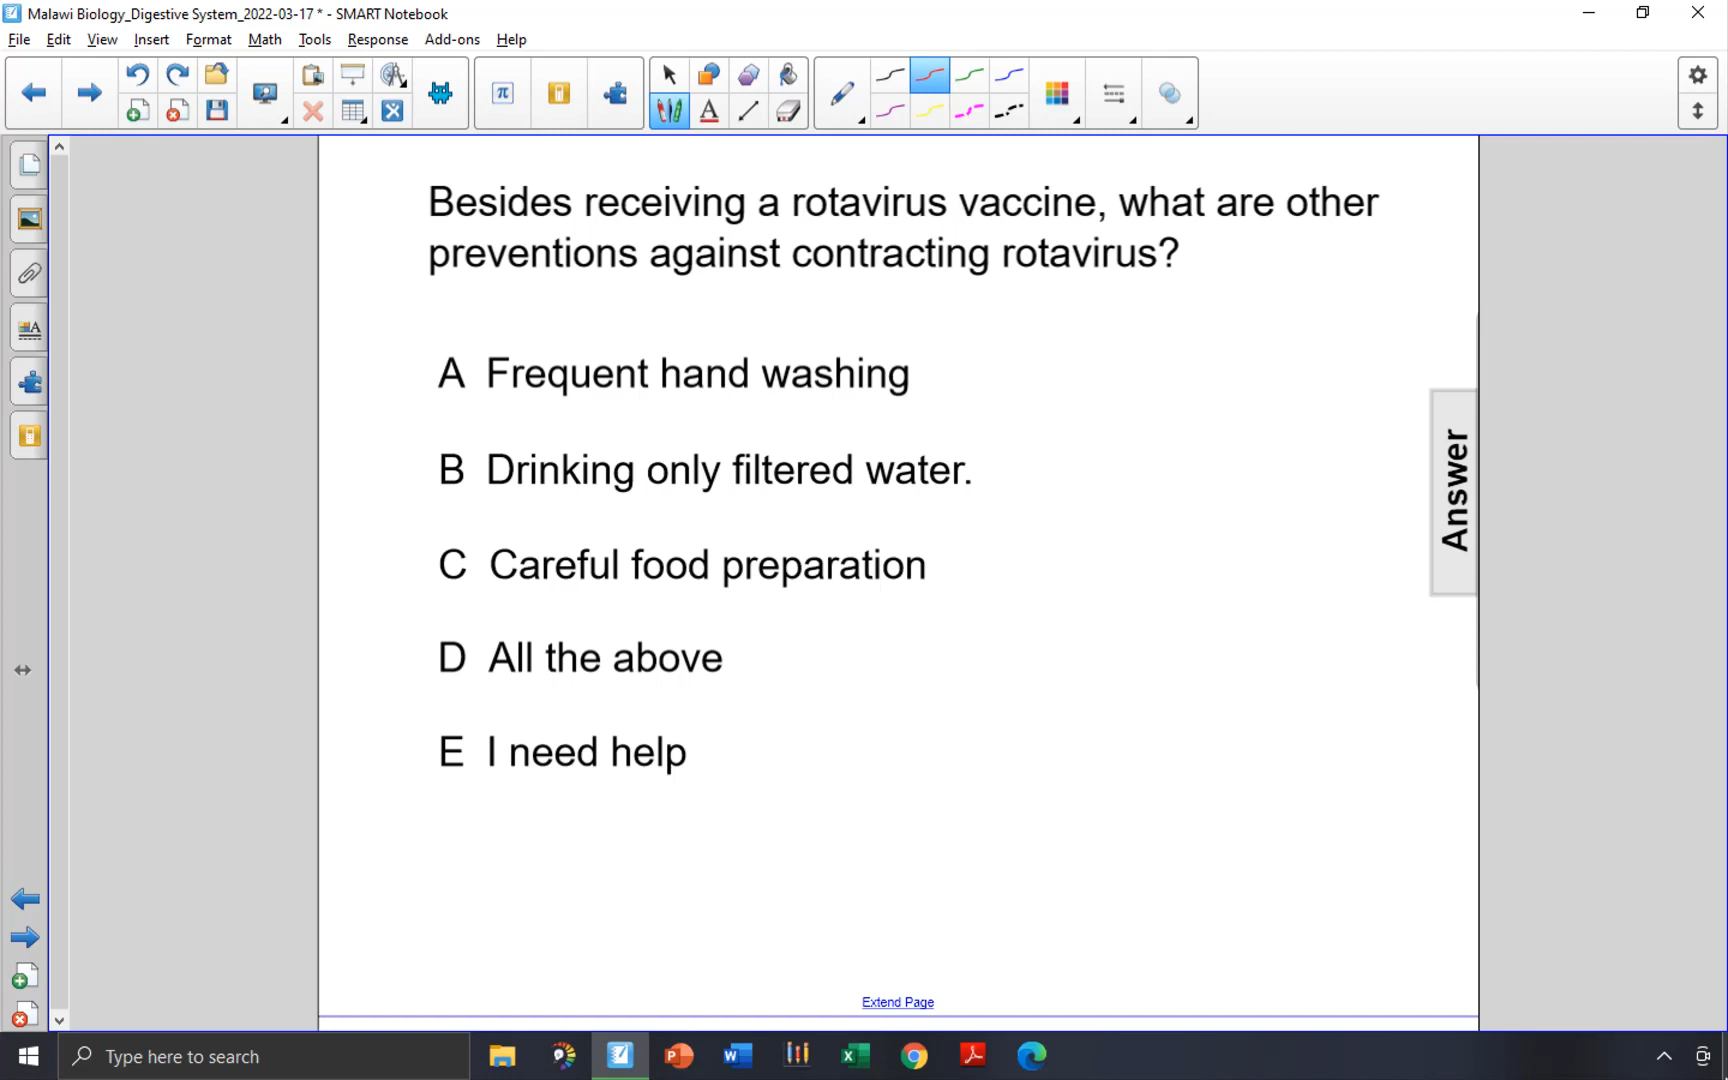 Malawi Biology_Digestive System_2022-03-17 * - SMART Notebook
File Edit View Insert Format Math Tools Response Add-ons Help
π
A
Besides receiving a rotavirus vaccine, what are other
preventions against contracting rotavirus?
A Frequent hand washing
B Drinking only filtered water.
C Careful food preparation
D All the above
E I need help
Answer
Extend Page
Type here to search